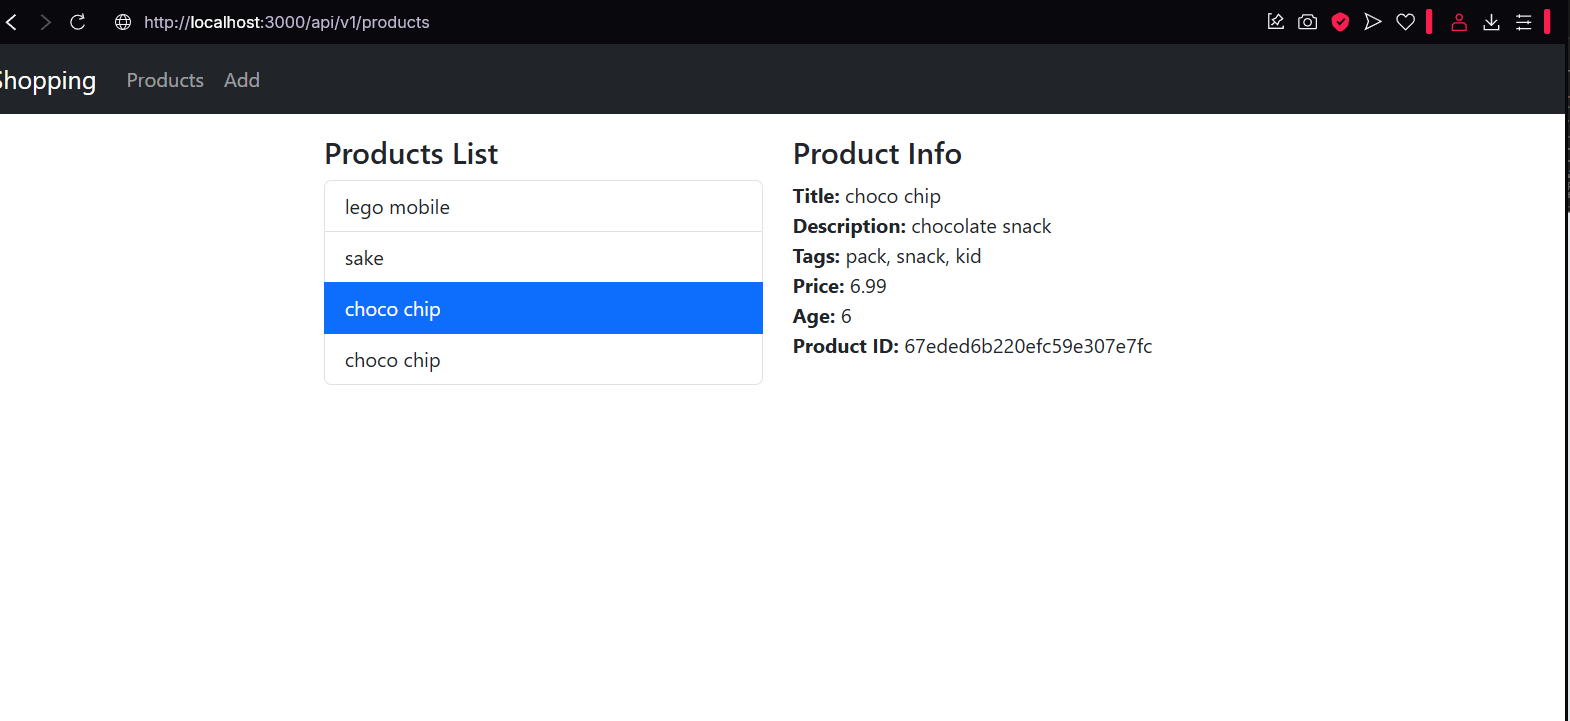 http://localhost:3000/api/v1/products
Shopping Products Add
Products List
lego mobile
sake
choco chip
choco chip
Product Info
Title: choco chip
Description: chocolate snack
Tags: pack, snack, kid
Price: 6.99
Age: 6
Product ID: 67eded6b220efc59e307e7fc